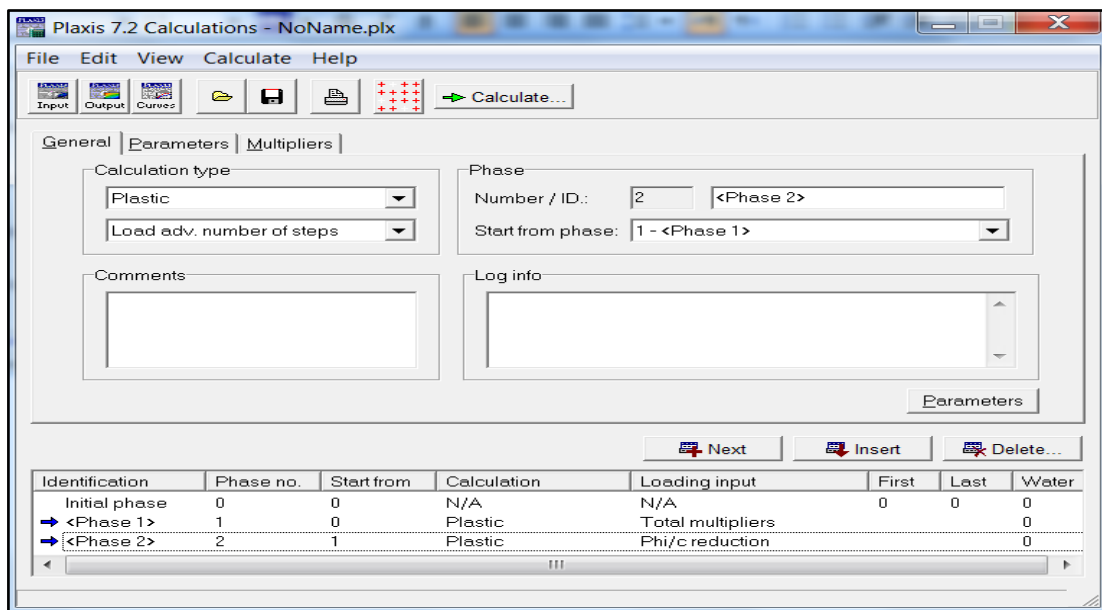 Plaxis 7.2 Calculations - NoName.plx
File Edit View Calculate Help
Input Output Curves Calculate...
General Parameters Multipliers
Calculation type
Plastic
Load adv. number of steps
Phase
Number / ID.: 2 <Phase 2>
Start from phase: 1 - <Phase 1>
Comments
Log info
Parameters
Next Insert Delete...
Identification Phase no. Start from Calculation Loading input First Last Water
Initial phase 0 0 N/A N/A 0 0 0
<Phase 1> 1 0 Plastic Total multipliers 0
<Phase 2> 2 1 Plastic Phi/c reduction 0